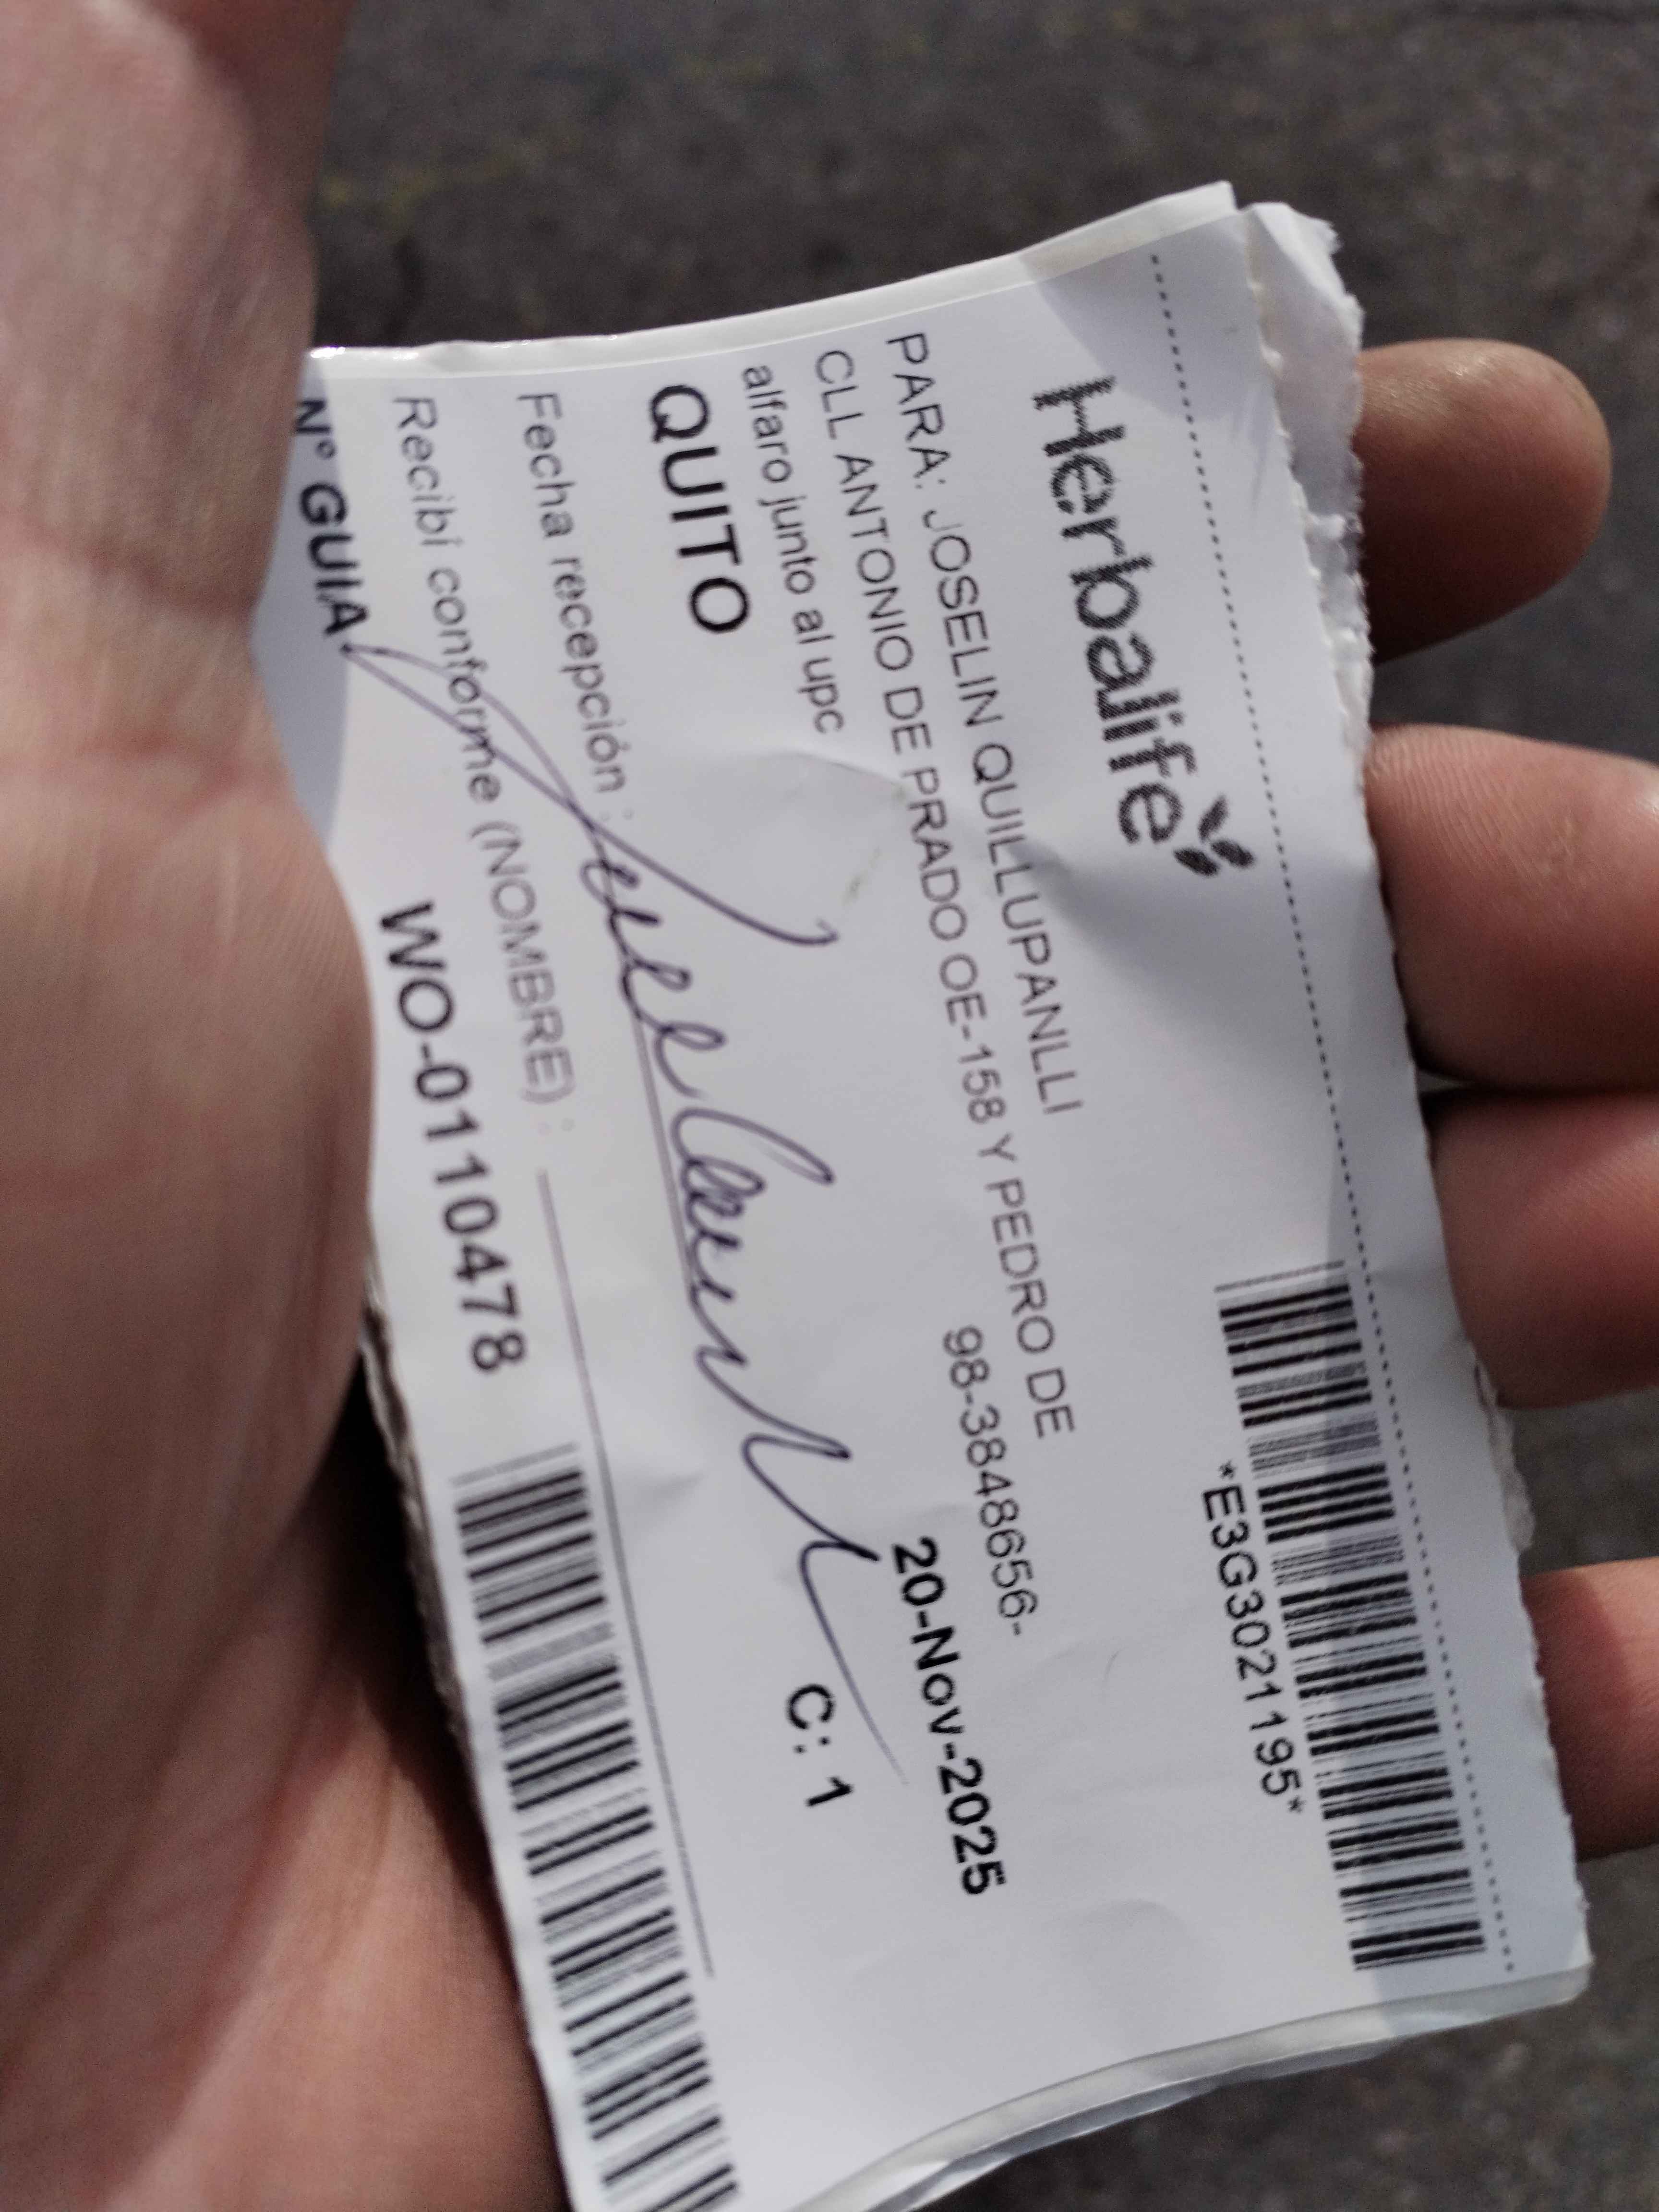 Herbalife
*E3G3021195*
PARA: JOSELIN QUILLUPANLLI
CLL ANTONIO DE PRADO OE-158 Y PEDRO DE
alfaro junto al upc
98-3848656-
QUITO
20-Nov-2025
C: 1
Fecha recepción :
Recibí conforme (NOMBRE) :
Nº GUIA
WO-0110478